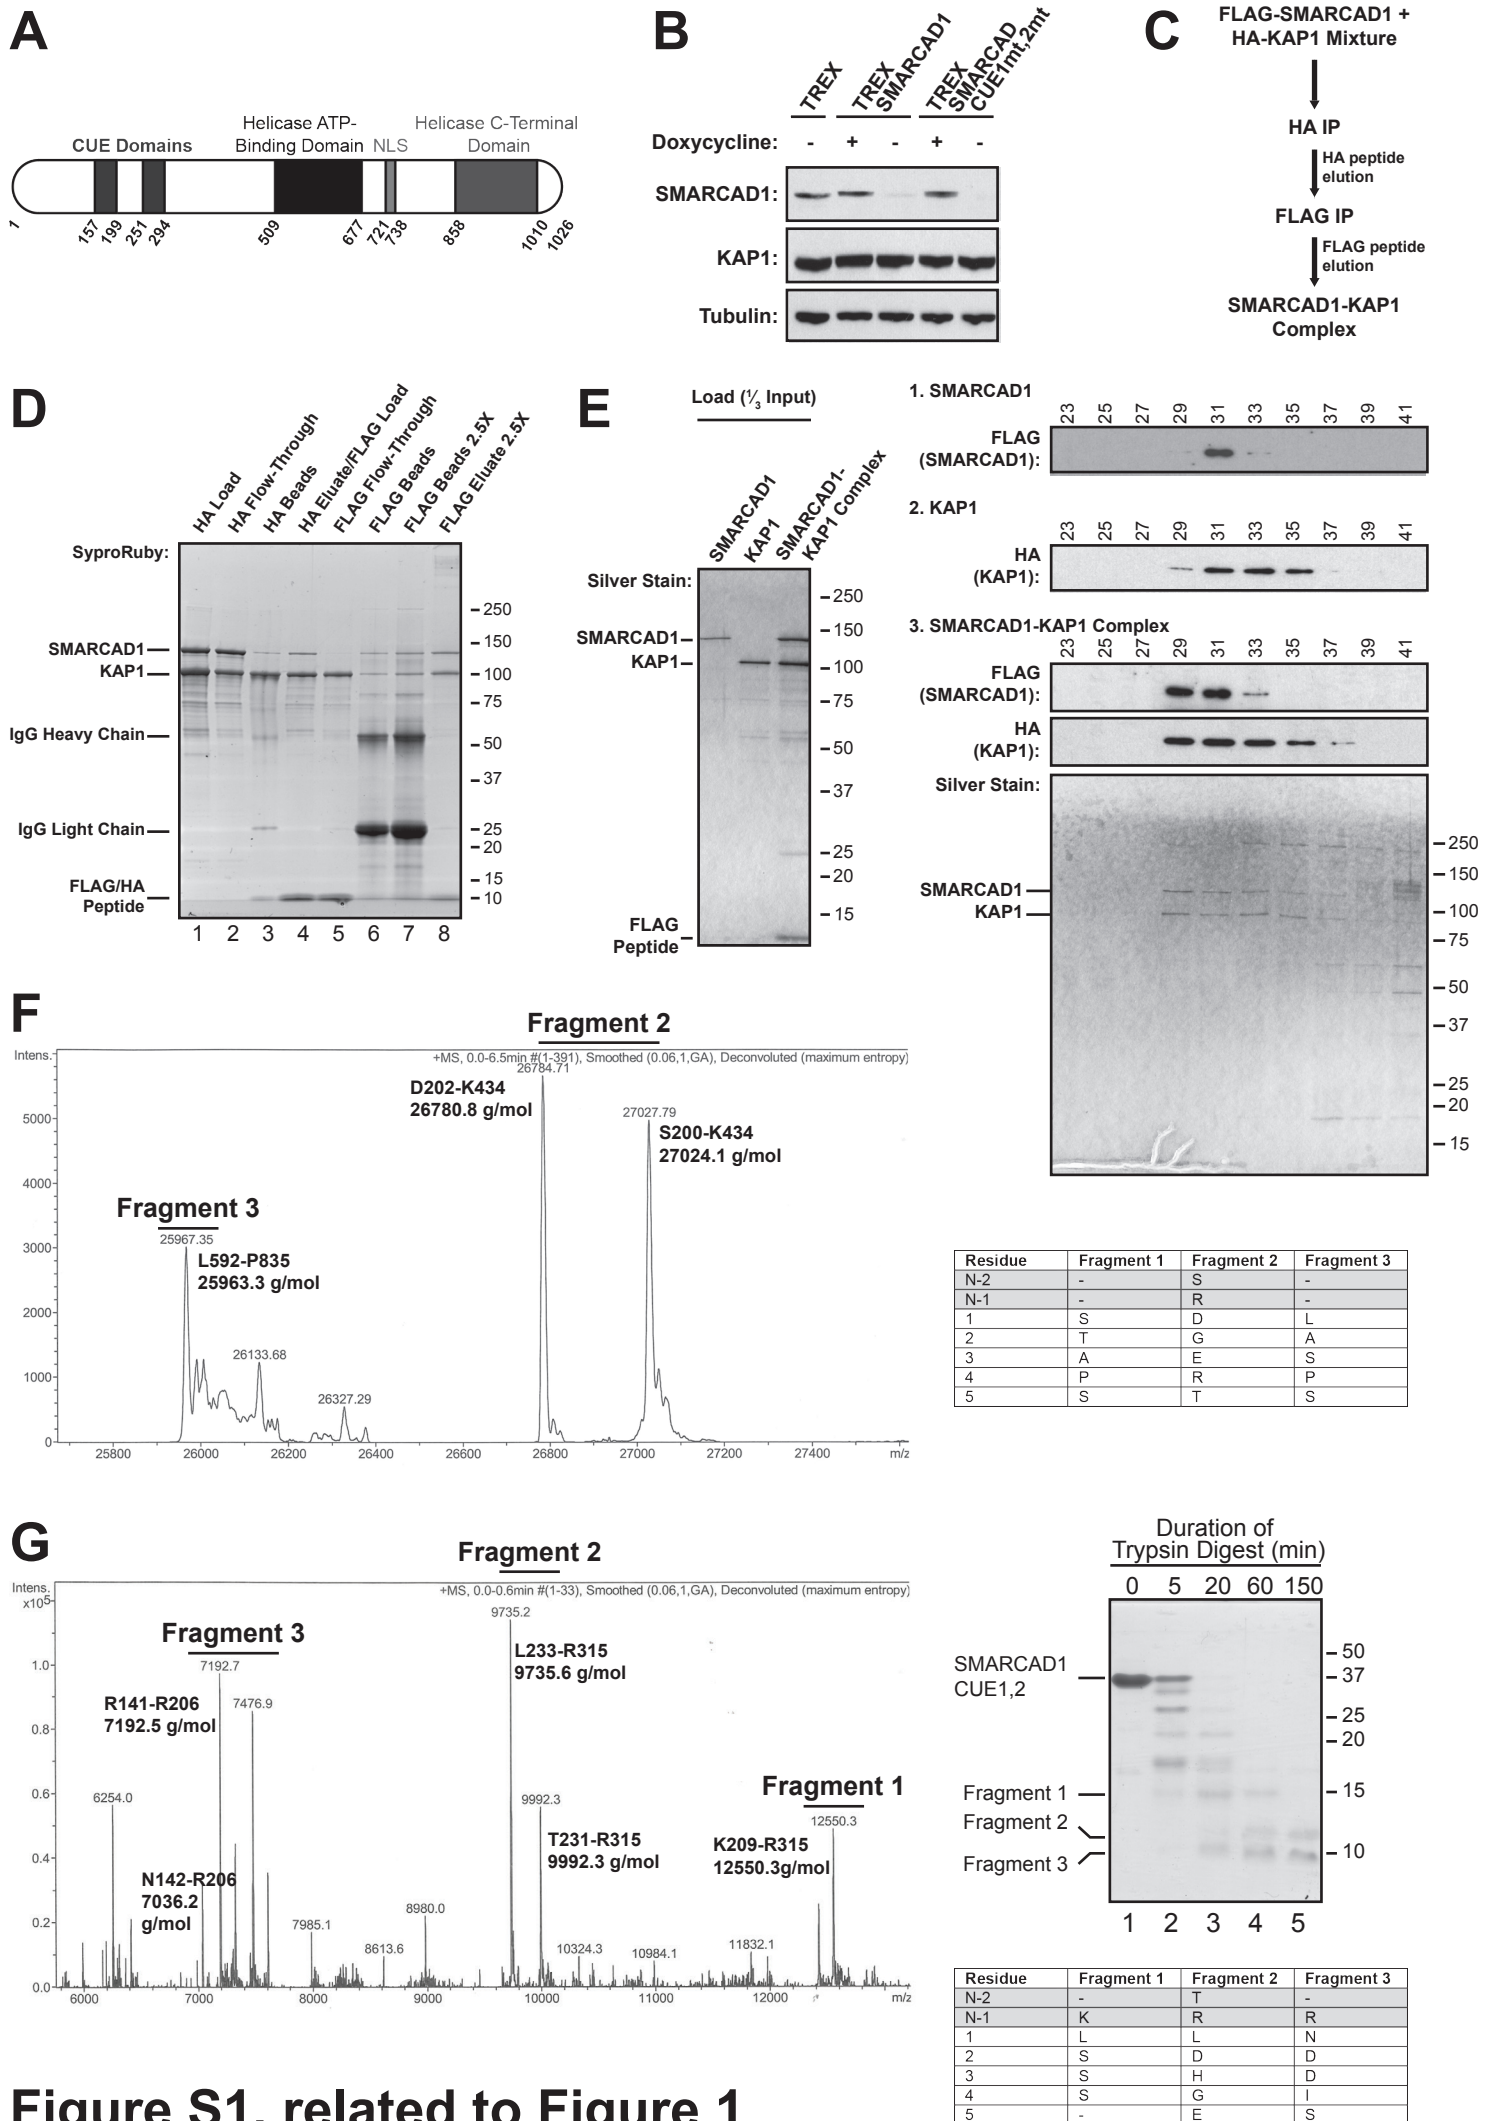 A
Helicase ATP-
Helicase C-Terminal
CUE Domains
Binding Domain
NLS
Domain
1
157
199
251
294
509
677
721
738
858
1010
1026
B
TREX
TREX
SMARCAD1
TREX
SMARCAD
CUE1mt,2mt
Doxycycline:
-
+
-
+
-
SMARCAD1:
KAP1:
Tubulin:
C
FLAG-SMARCAD1 +
HA-KAP1 Mixture
HA IP
HA peptide
elution
FLAG IP
FLAG peptide
elution
SMARCAD1-KAP1
Complex
D
HA Load
HA Flow-Through
HA Beads
HA Eluate/FLAG Load
FLAG Flow-Through
FLAG Beads
FLAG Beads 2.5X
FLAG Eluate 2.5X
SyproRuby:
SMARCAD1
KAP1
IgG Heavy Chain
IgG Light Chain
FLAG/HA
Peptide
250
150
100
75
50
37
25
20
15
10
1 2 3 4 5 6 7 8
E
Load (⅓ Input)
SMARCAD1
KAP1
SMARCAD1-
KAP1 Complex
Silver Stain:
SMARCAD1
KAP1
FLAG
Peptide
250
150
100
75
50
37
25
20
15
1. SMARCAD1
23 25 27 29 31 33 35 37 39 41
FLAG
(SMARCAD1):
2. KAP1
23 25 27 29 31 33 35 37 39 41
HA
(KAP1):
3. SMARCAD1-KAP1 Complex
23 25 27 29 31 33 35 37 39 41
FLAG
(SMARCAD1):
HA
(KAP1):
Silver Stain:
SMARCAD1
KAP1
250
150
100
75
50
37
25
20
15
F
Fragment 2
Intens.
+MS, 0.0-6.5min #(1-391), Smoothed (0.06,1,GA), Deconvoluted (maximum entropy)
26784.71
D202-K434
26780.8 g/mol
27027.79
S200-K434
27024.1 g/mol
Fragment 3
25967.35
L592-P835
25963.3 g/mol
26133.68
26327.29
5000
4000
3000
2000
1000
0
25800 26000 26200 26400 26600 26800 27000 27200 27400 m/z
Residue Fragment 1 Fragment 2 Fragment 3
N-2 - S -
N-1 - R -
1 S D L
2 T G A
3 A E S
4 P R P
5 S T S
G
Fragment 2
Intens.
x10⁵
+MS, 0.0-0.6min #(1-33), Smoothed (0.06,1,GA), Deconvoluted (maximum entropy)
9735.2
L233-R315
9735.6 g/mol
Fragment 3
7192.7
R141-R206
7192.5 g/mol
7476.9
6254.0
N142-R206
7036.2
g/mol
7985.1
8613.6
8980.0
9992.3
T231-R315
9992.3 g/mol
10324.3
10984.1
11832.1
Fragment 1
12550.3
K209-R315
12550.3g/mol
1.0
0.8
0.6
0.4
0.2
0.0
6000 7000 8000 9000 10000 11000 12000 m/z
Duration of
Trypsin Digest (min)
0 5 20 60 150
SMARCAD1
CUE1,2
Fragment 1
Fragment 2
Fragment 3
50
37
25
20
15
10
1 2 3 4 5
Residue Fragment 1 Fragment 2 Fragment 3
N-2 - T -
N-1 K R R
1 L L N
2 S D D
3 S H D
4 S G I
5 - E S
Figure S1, related to Figure 1